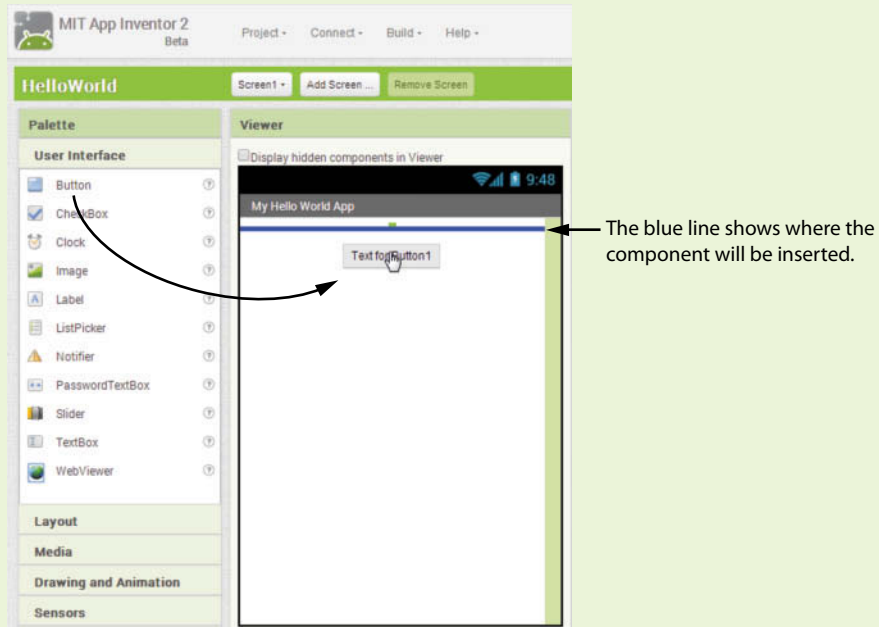 MIT App Inventor 2
Beta
Project
Connect
Build
Help
HelloWorld
Screen1
Add Screen ...
Remove Screen
Palette
Viewer
User Interface
Display hidden components in Viewer
Button
CheckBox
Clock
Image
Label
ListPicker
Notifier
PasswordTextBox
Slider
TextBox
WebViewer
Layout
Media
Drawing and Animation
Sensors
9:48
My Hello World App
Text for Button1
The blue line shows where the
component will be inserted.